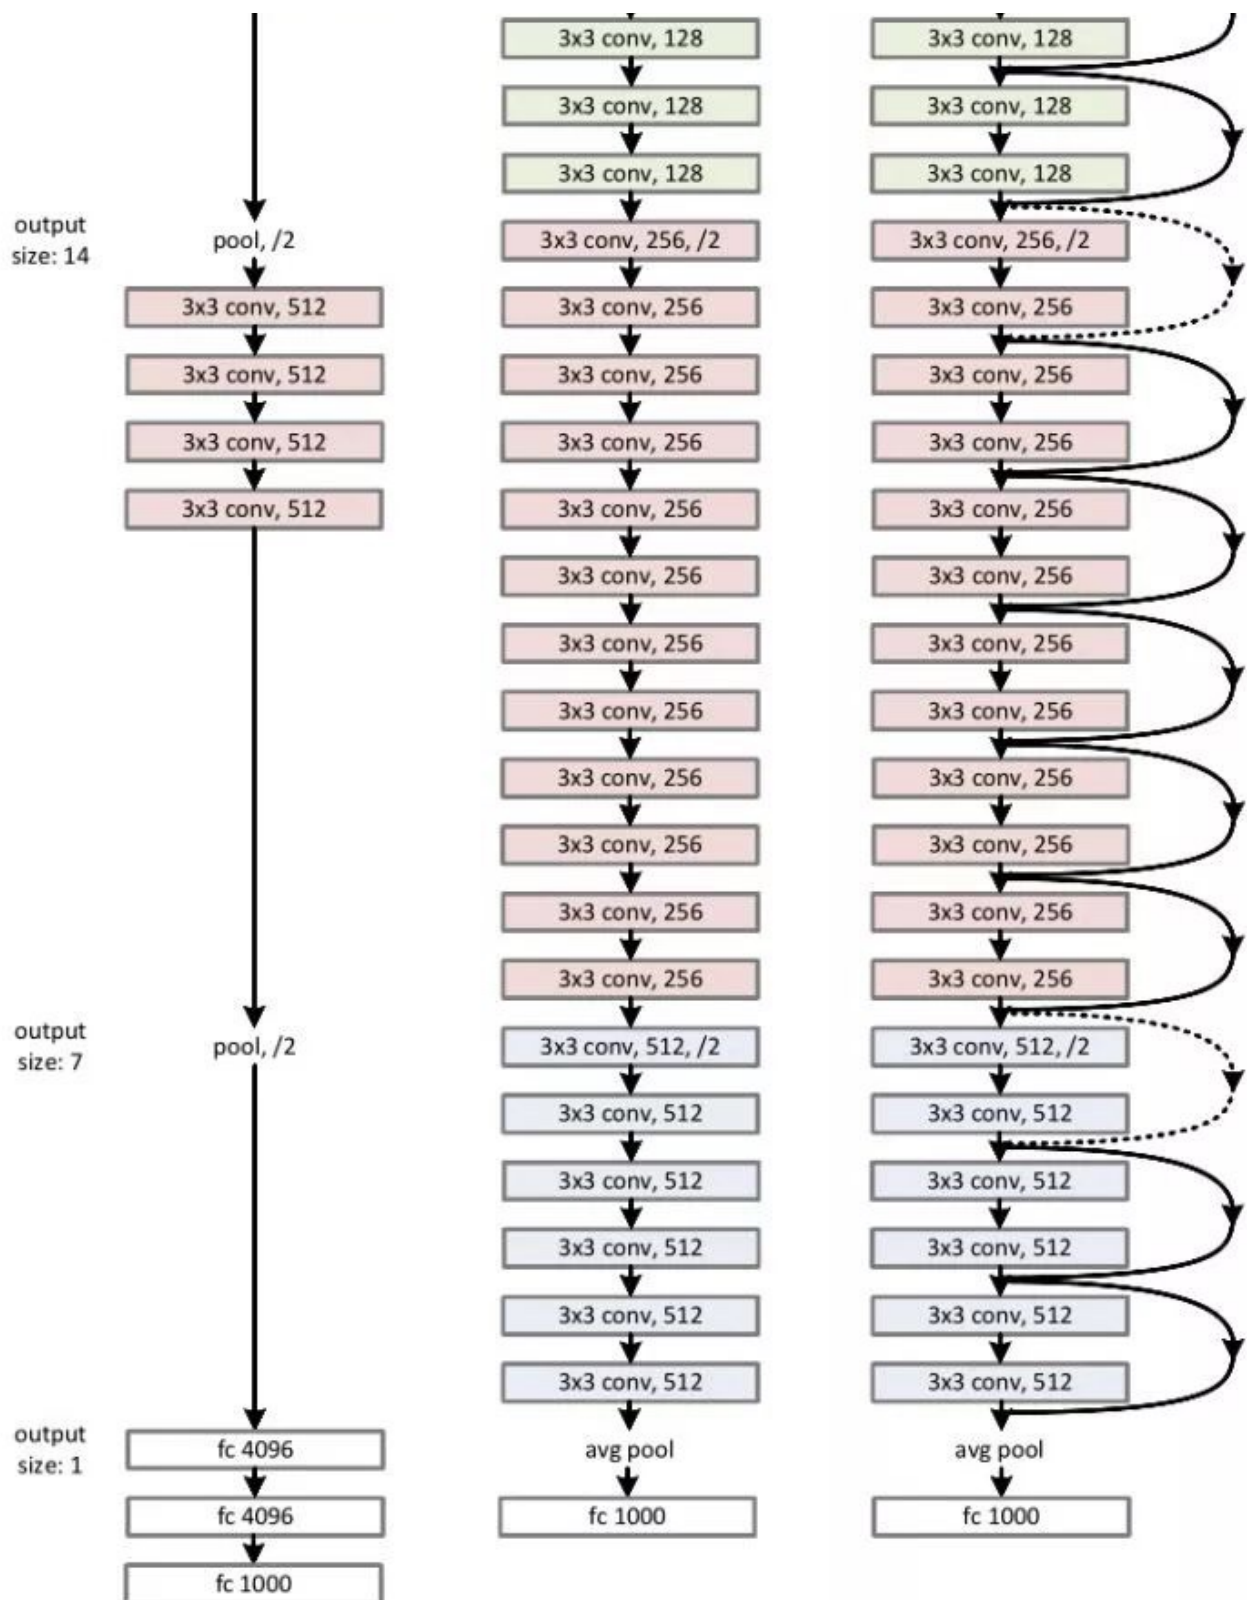 output
size: 14
pool, /2
3x3 conv, 512
3x3 conv, 512
3x3 conv, 512
3x3 conv, 512
output
size: 7
pool, /2
output
size: 1
fc 4096
fc 4096
fc 1000
3x3 conv, 128
3x3 conv, 128
3x3 conv, 128
3x3 conv, 256, /2
3x3 conv, 256
3x3 conv, 256
3x3 conv, 256
3x3 conv, 256
3x3 conv, 256
3x3 conv, 256
3x3 conv, 256
3x3 conv, 256
3x3 conv, 256
3x3 conv, 256
3x3 conv, 256
3x3 conv, 512, /2
3x3 conv, 512
3x3 conv, 512
3x3 conv, 512
3x3 conv, 512
3x3 conv, 512
avg pool
fc 1000
3x3 conv, 128
3x3 conv, 128
3x3 conv, 128
3x3 conv, 256, /2
3x3 conv, 256
3x3 conv, 256
3x3 conv, 256
3x3 conv, 256
3x3 conv, 256
3x3 conv, 256
3x3 conv, 256
3x3 conv, 256
3x3 conv, 256
3x3 conv, 256
3x3 conv, 256
3x3 conv, 512, /2
3x3 conv, 512
3x3 conv, 512
3x3 conv, 512
3x3 conv, 512
3x3 conv, 512
avg pool
fc 1000